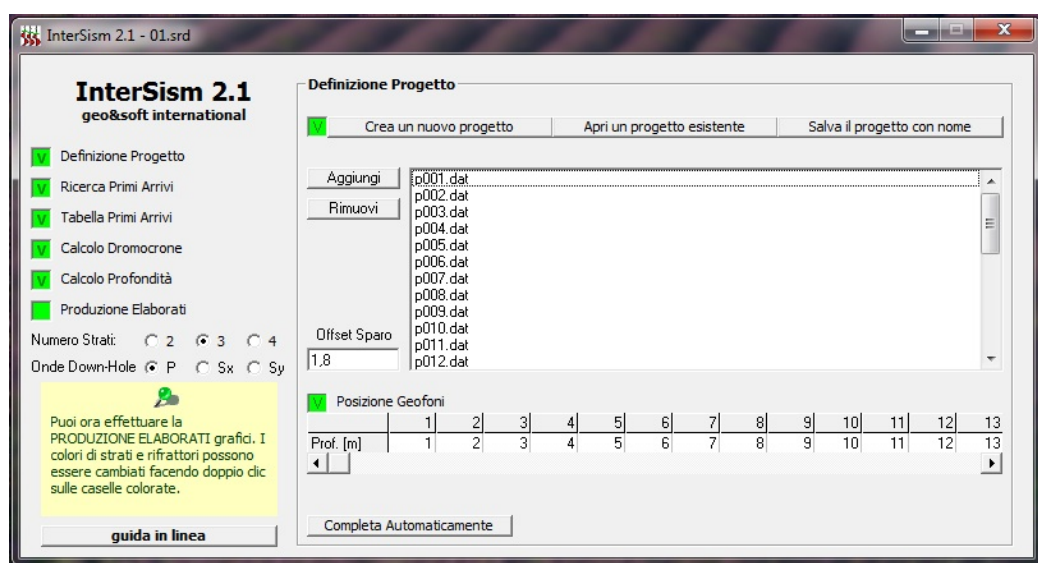 InterSism 2.1 - 01.srd
InterSism 2.1
geo&soft international
V Definizione Progetto
V Ricerca Primi Arrivi
V Tabella Primi Arrivi
V Calcolo Dromocrone
V Calcolo Profondità
Produzione Elaborati
Numero Strati: 2 3 4
Onde Down-Hole P Sx Sy
Puoi ora effettuare la
PRODUZIONE ELABORATI grafici. I
colori di strati e rifrattori possono
essere cambiati facendo doppio clic
sulle caselle colorate.
guida in linea
Definizione Progetto
V Crea un nuovo progetto Apri un progetto esistente Salva il progetto con nome
Aggiungi
Rimuovi
Offset Sparo
1,8
p001.dat
p002.dat
p003.dat
p004.dat
p005.dat
p006.dat
p007.dat
p008.dat
p009.dat
p010.dat
p011.dat
p012.dat
V Posizione Geofoni
1 2 3 4 5 6 7 8 9 10 11 12 13
Prof. [m] 1 2 3 4 5 6 7 8 9 10 11 12 13
Completa Automaticamente